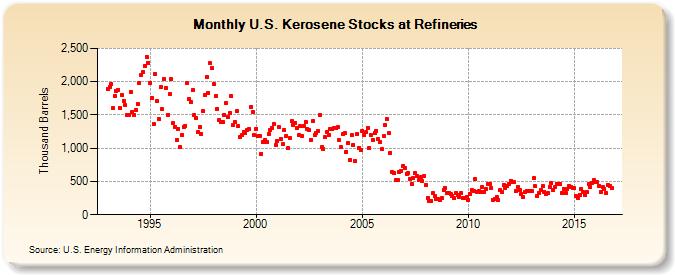 Monthly U.S. Kerosene Stocks at Refineries
Thousand Barrels
2,500
2,000
1,500
1,000
500
0
1995 2000 2005 2010 2015
Source: U.S. Energy Information Administration